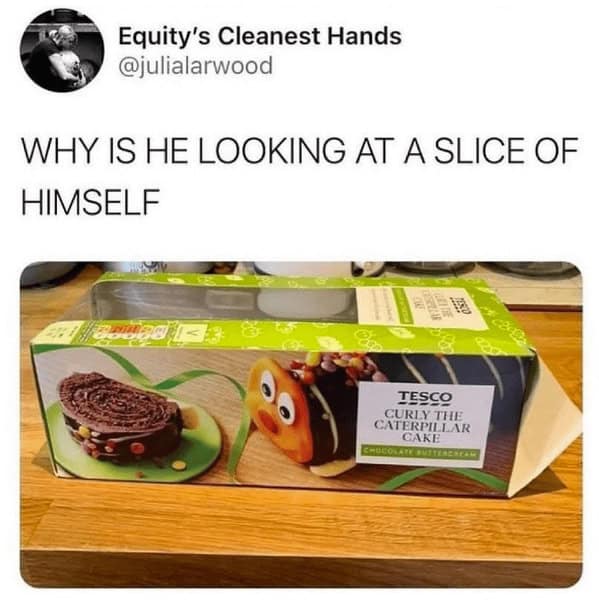 Equity's Cleanest Hands
@julialarwood
WHY IS HE LOOKING AT A SLICE OF
HIMSELF
TESCO
TESCO
CURLY THE
CATERPILLAR
CAKE
CHOCOLATE BUTTERCREAM